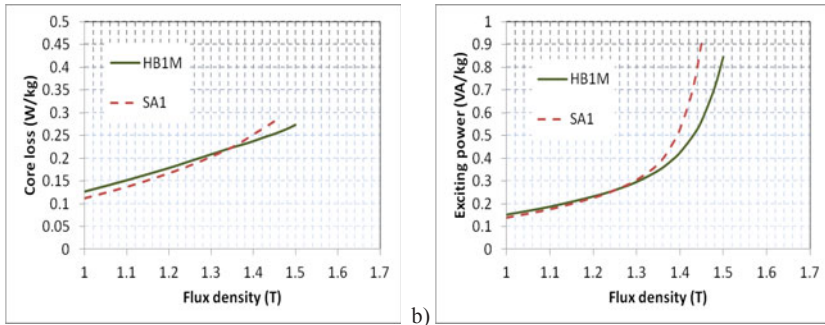 0.5
0.45
0.4
0.35
0.3
0.25
0.2
0.15
0.1
0.05
0
Core loss (W/kg)
HB1M
SA1
1 1.1 1.2 1.3 1.4 1.5 1.6 1.7
Flux density (T)
b)
1
0.9
0.8
0.7
0.6
0.5
0.4
0.3
0.2
0.1
0
Exciting power (VA/kg)
HB1M
SA1
1 1.1 1.2 1.3 1.4 1.5 1.6 1.7
Flux density (T)